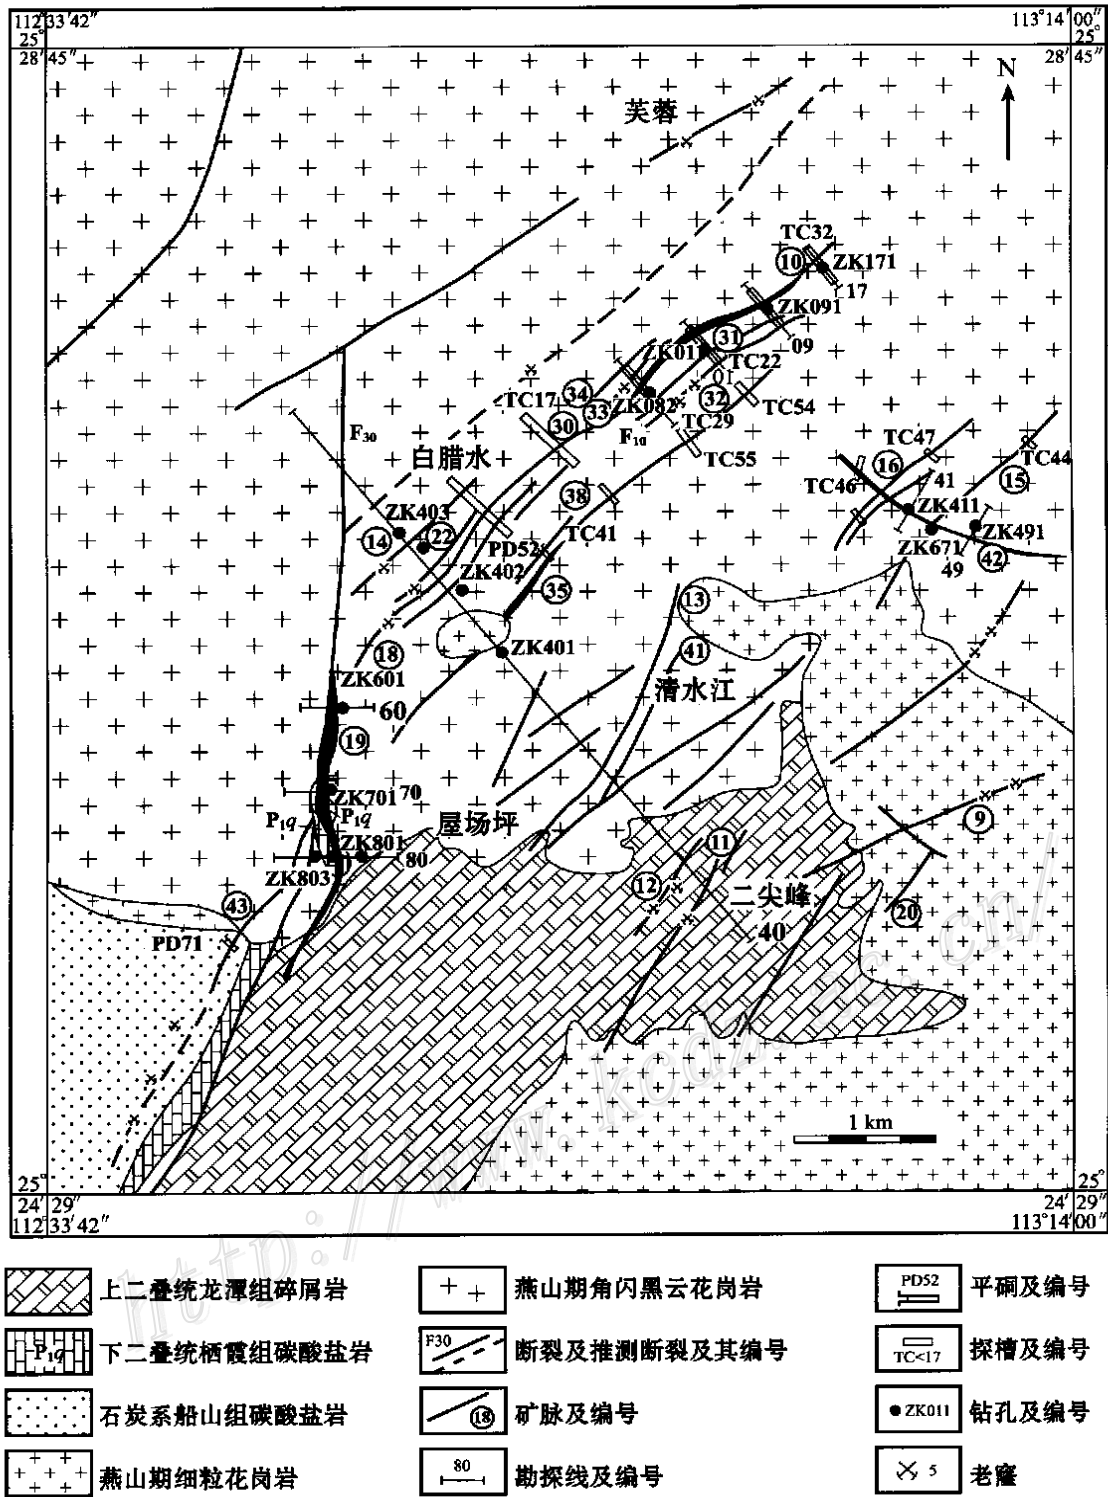 112°33′42″
113°14′00″
25°
25°
28′45″
28′45″
N
芙蓉
TC32
⑩
ZK171
17
ZK091
09
ZK011
㉛
TC22
01
㉞
ZK082
㉜
TC54
TC17
㉝
TC29
㉚
F₁₀
F₃₀
TC55
白腊水
TC47
TC44
⑯
⑮
TC46
41
㊳
ZK403
ZK411
TC41
ZK491
⑭
㉒
PD52
ZK671
㊷
ZK402
49
㉟
⑬
ZK401
㊶
⑱
ZK601
清水江
60
⑲
ZK701
70
P₁q
P₁q
屋场坪
⑨
ZK801
80
⑪
ZK803
⑫
二尖峰
㊸
⑳
40
PD71
1 km
25°
25°
24′29″
24′29″
112°33′42″
113°14′00″
http://www.kcdz.ac.cn/
上二叠统龙潭组碎屑岩
燕山期角闪黑云花岗岩
PD52
平硐及编号
P₁q
下二叠统栖霞组碳酸盐岩
F30
断裂及推测断裂及其编号
TC<17
探槽及编号
石炭系船山组碳酸盐岩
⑱
矿脉及编号
ZK011
钻孔及编号
燕山期细粒花岗岩
80
勘探线及编号
5
老窿